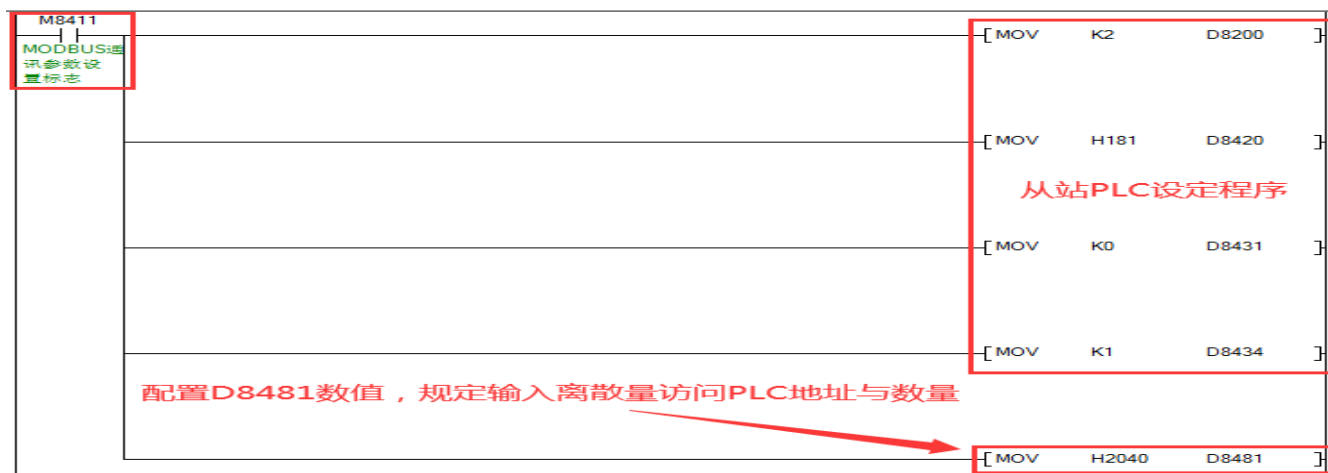 M8411
MODBUS通
讯参数设
置标志
MOV K2 D8200
MOV H181 D8420
从站PLC设定程序
MOV K0 D8431
MOV K1 D8434
配置D8481数值，规定输入离散量访问PLC地址与数量
MOV H2040 D8481